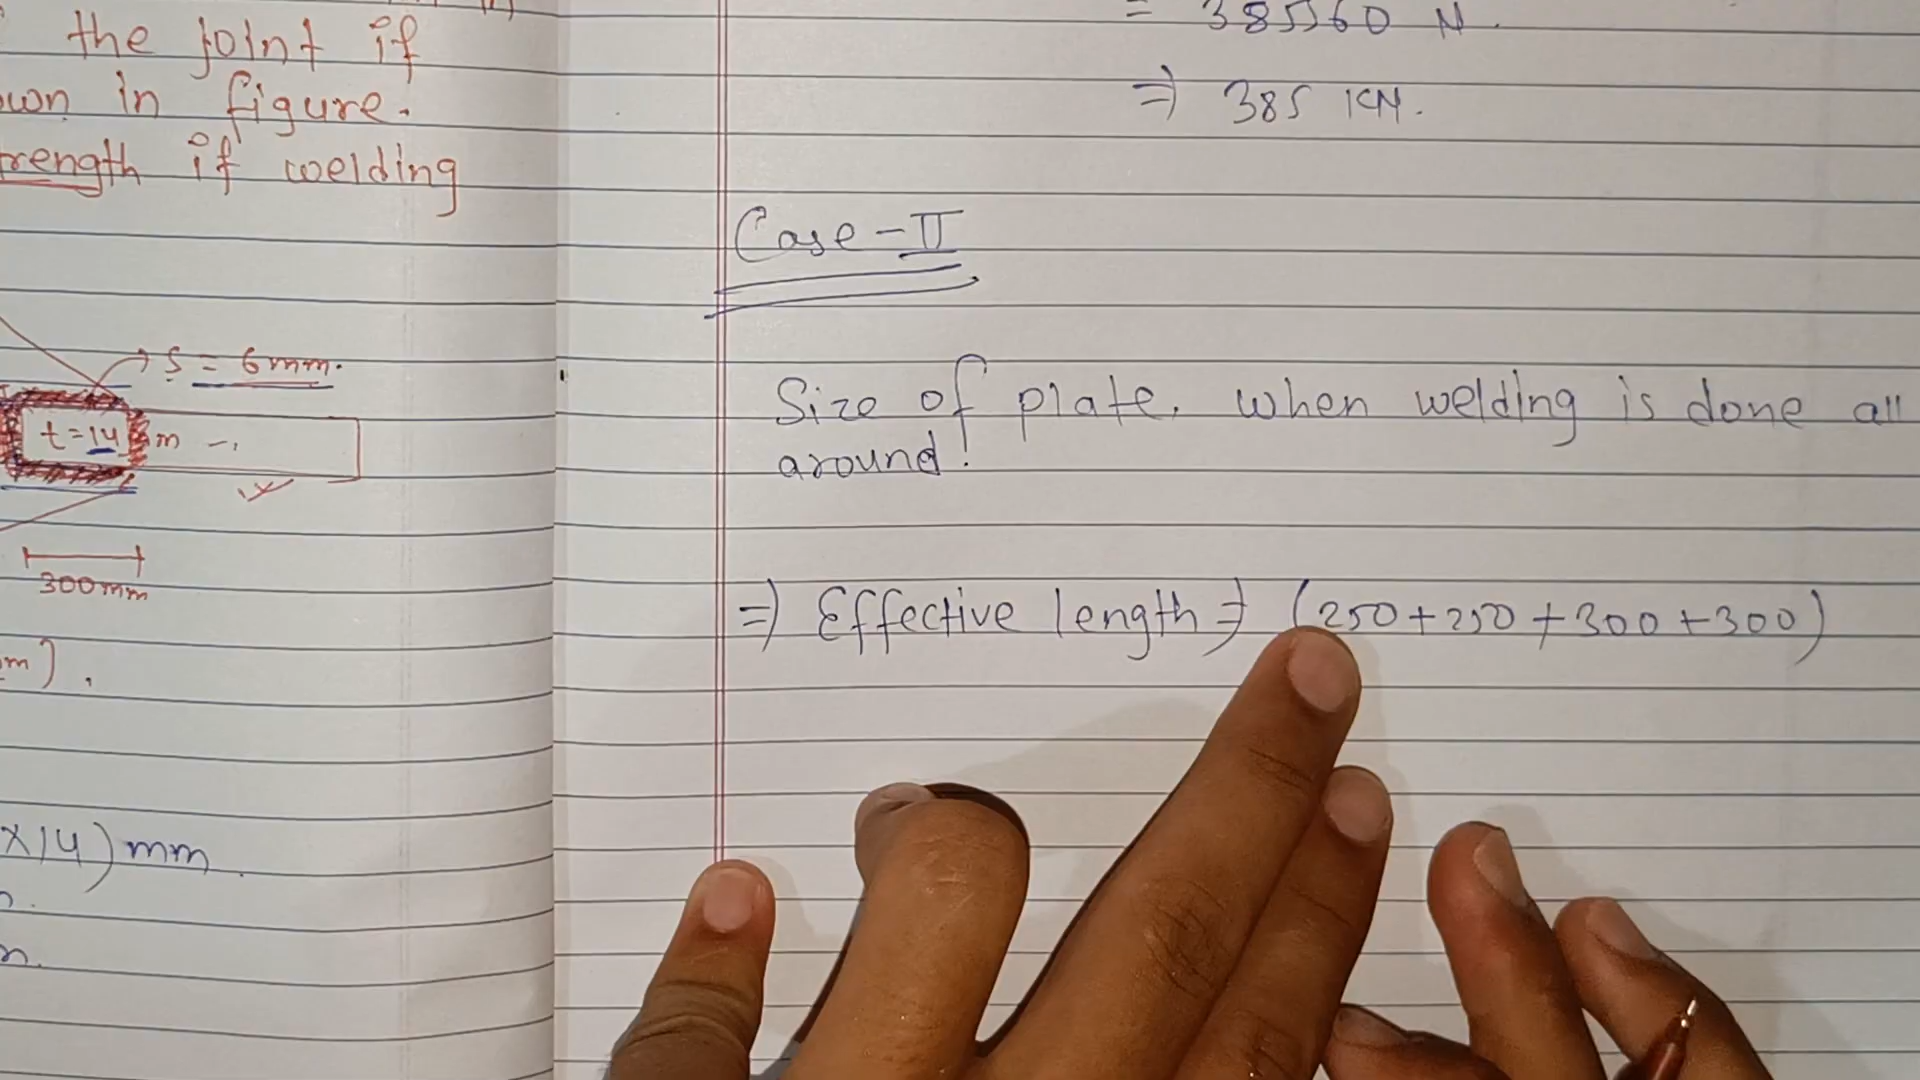 the joint if
own in figure.
rength if welding
S = 6mm.
t=14 m
300mm
m).
x14) mm.
n.
= 385560 N.
⇒ 385 KN.
Case-II
Size of plate, when welding is done all
around!
⇒ Effective length ⇒ (250+250+300+300)